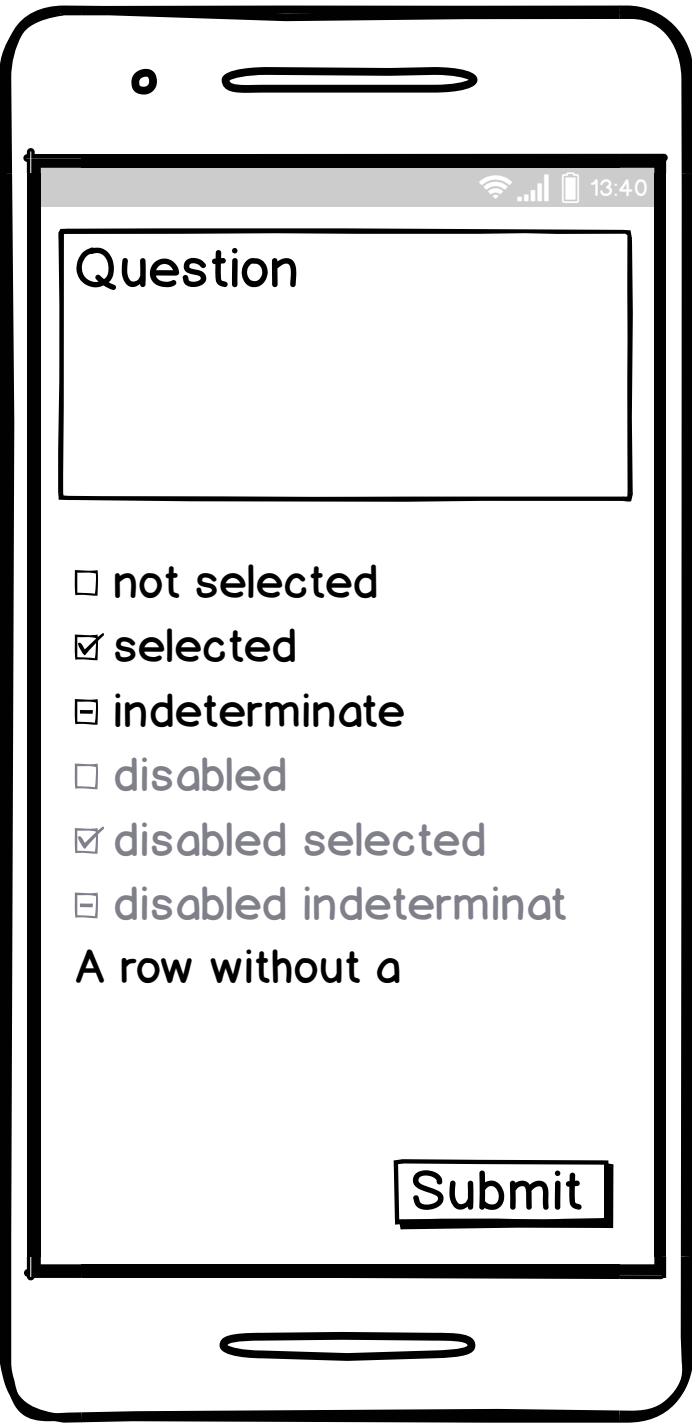 13:40
Question
not selected
selected
indeterminate
disabled
disabled selected
disabled indeterminat
A row without a
Submit